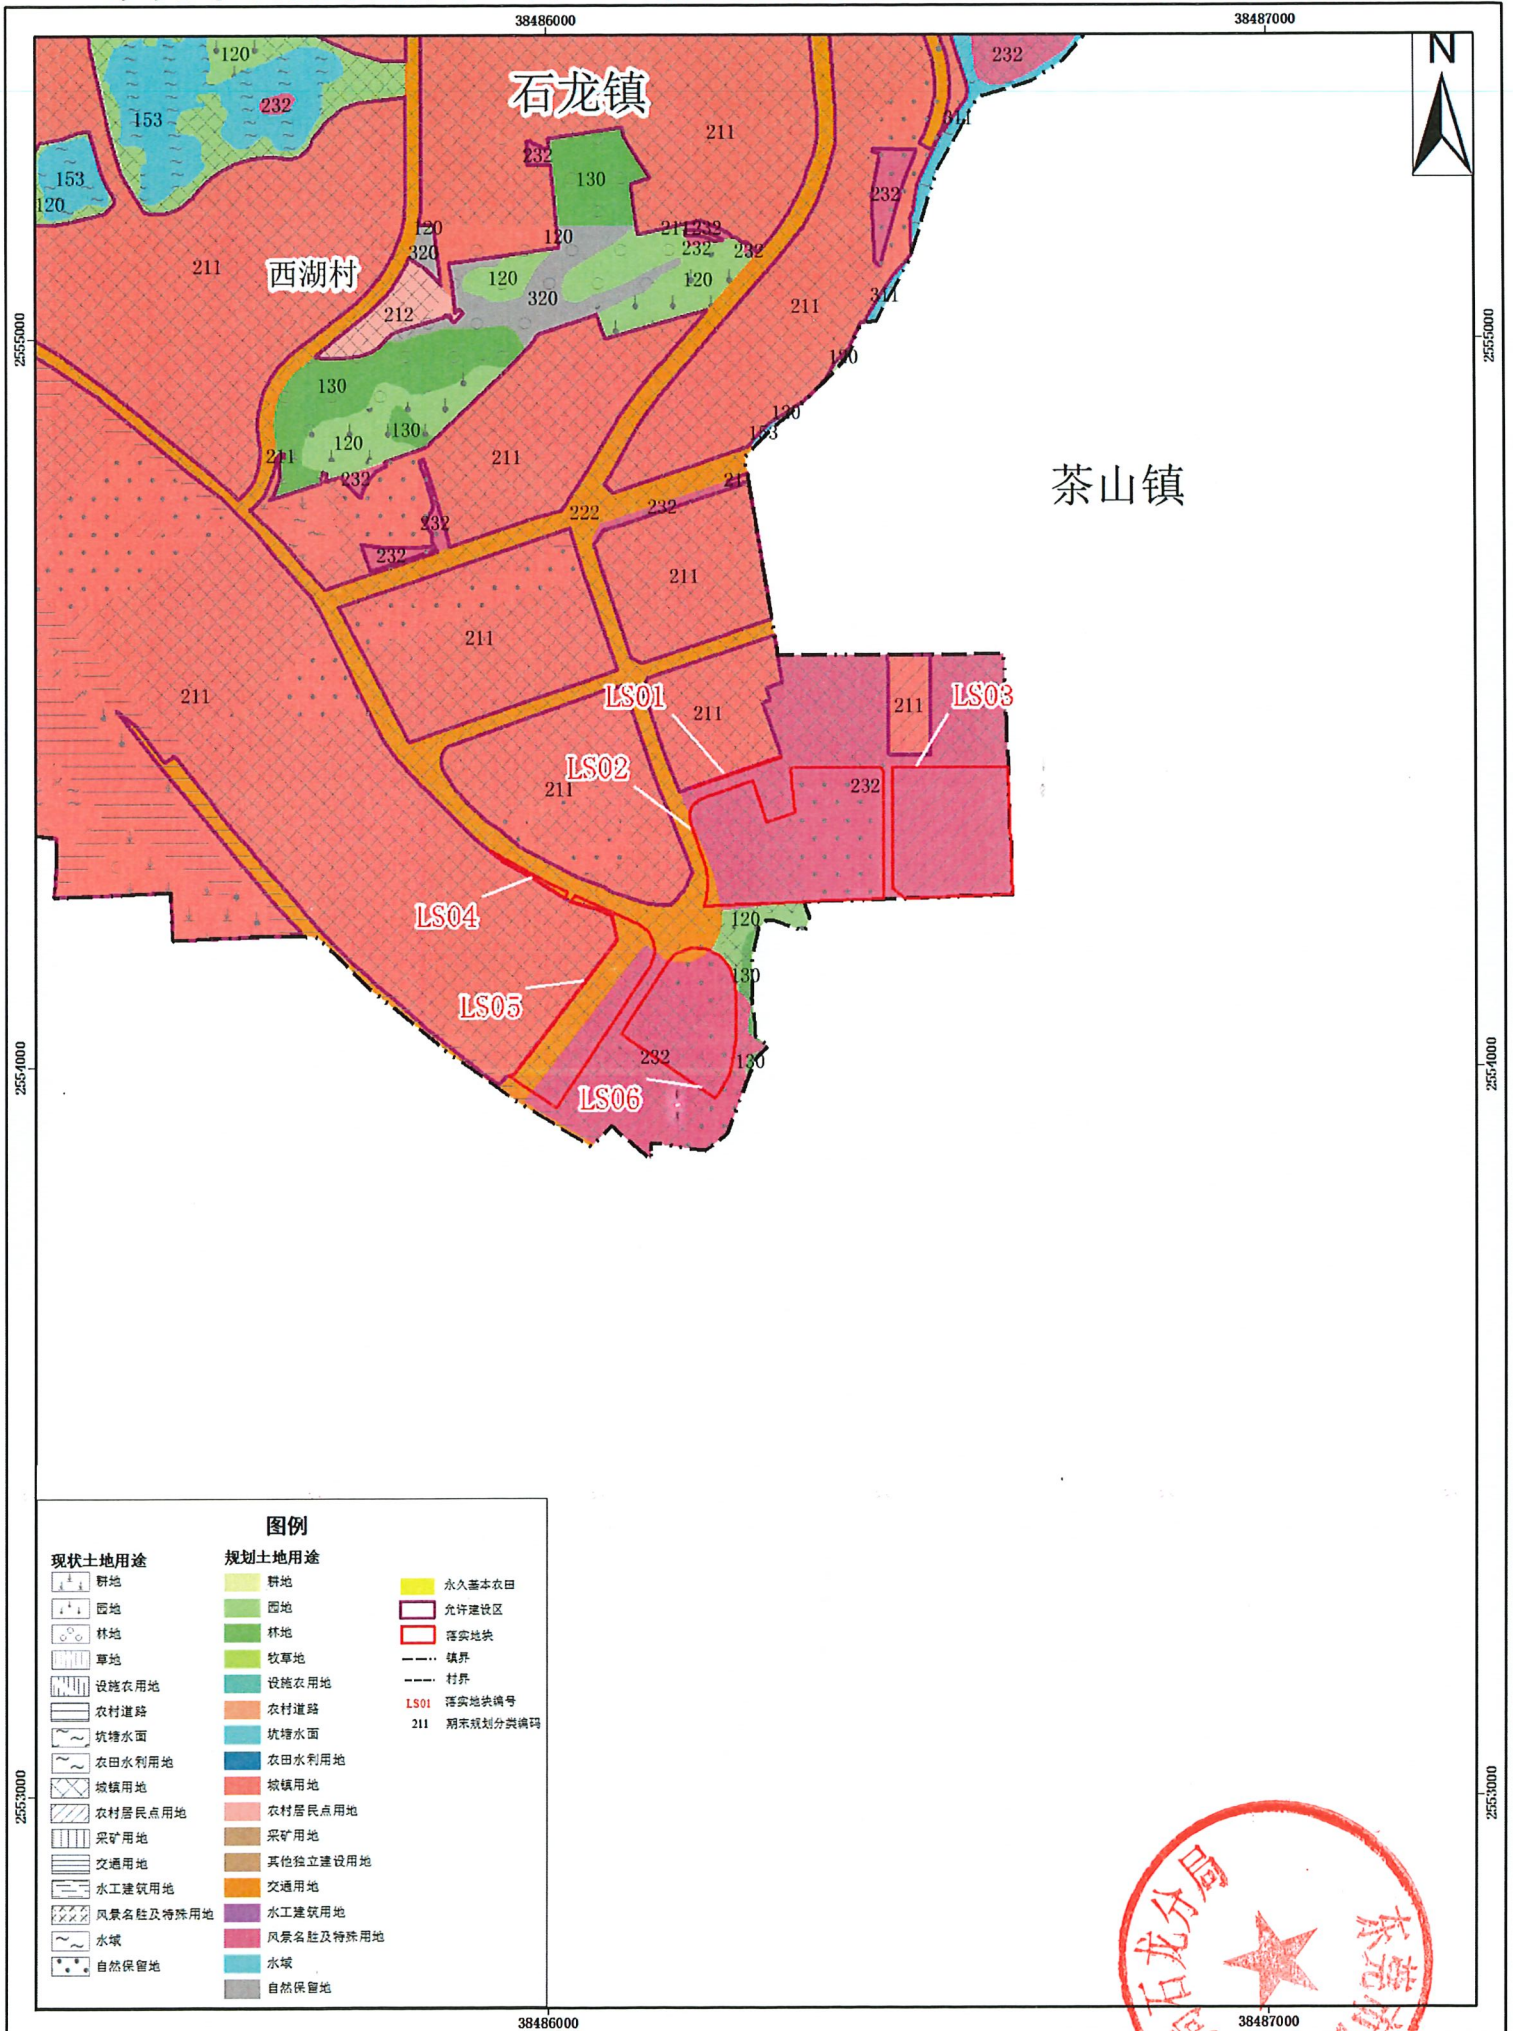 38486000
38487000
N
石龙镇
120
232
153
232
211
311
153
120
232
130
232
120
211
232
120
232
232
320
211
西湖村
120
120
320
212
311
211
2555000
2555000
130
120
120
153
120
130
211
211
232
茶山镇
211
222
232
232
232
211
211
211
LS01
211
211
LS03
LS02
211
232
LS04
120
130
LS05
232
130
2554000
2554000
LS06
图例
现状土地用途
耕地
园地
林地
草地
设施农用地
农村道路
坑塘水面
农田水利用地
城镇用地
农村居民点用地
采矿用地
交通用地
水工建筑用地
风景名胜及特殊用地
水域
自然保留地
规划土地用途
耕地
园地
林地
牧草地
设施农用地
农村道路
坑塘水面
农田水利用地
城镇用地
农村居民点用地
采矿用地
其他独立建设用地
交通用地
水工建筑用地
风景名胜及特殊用地
水域
自然保留地
永久基本农田
允许建设区
落实地块
镇界
村界
LS01 落实地块编号
211 期末规划分类编码
2553000
2553000
石龙分局
东莞
38486000
38487000